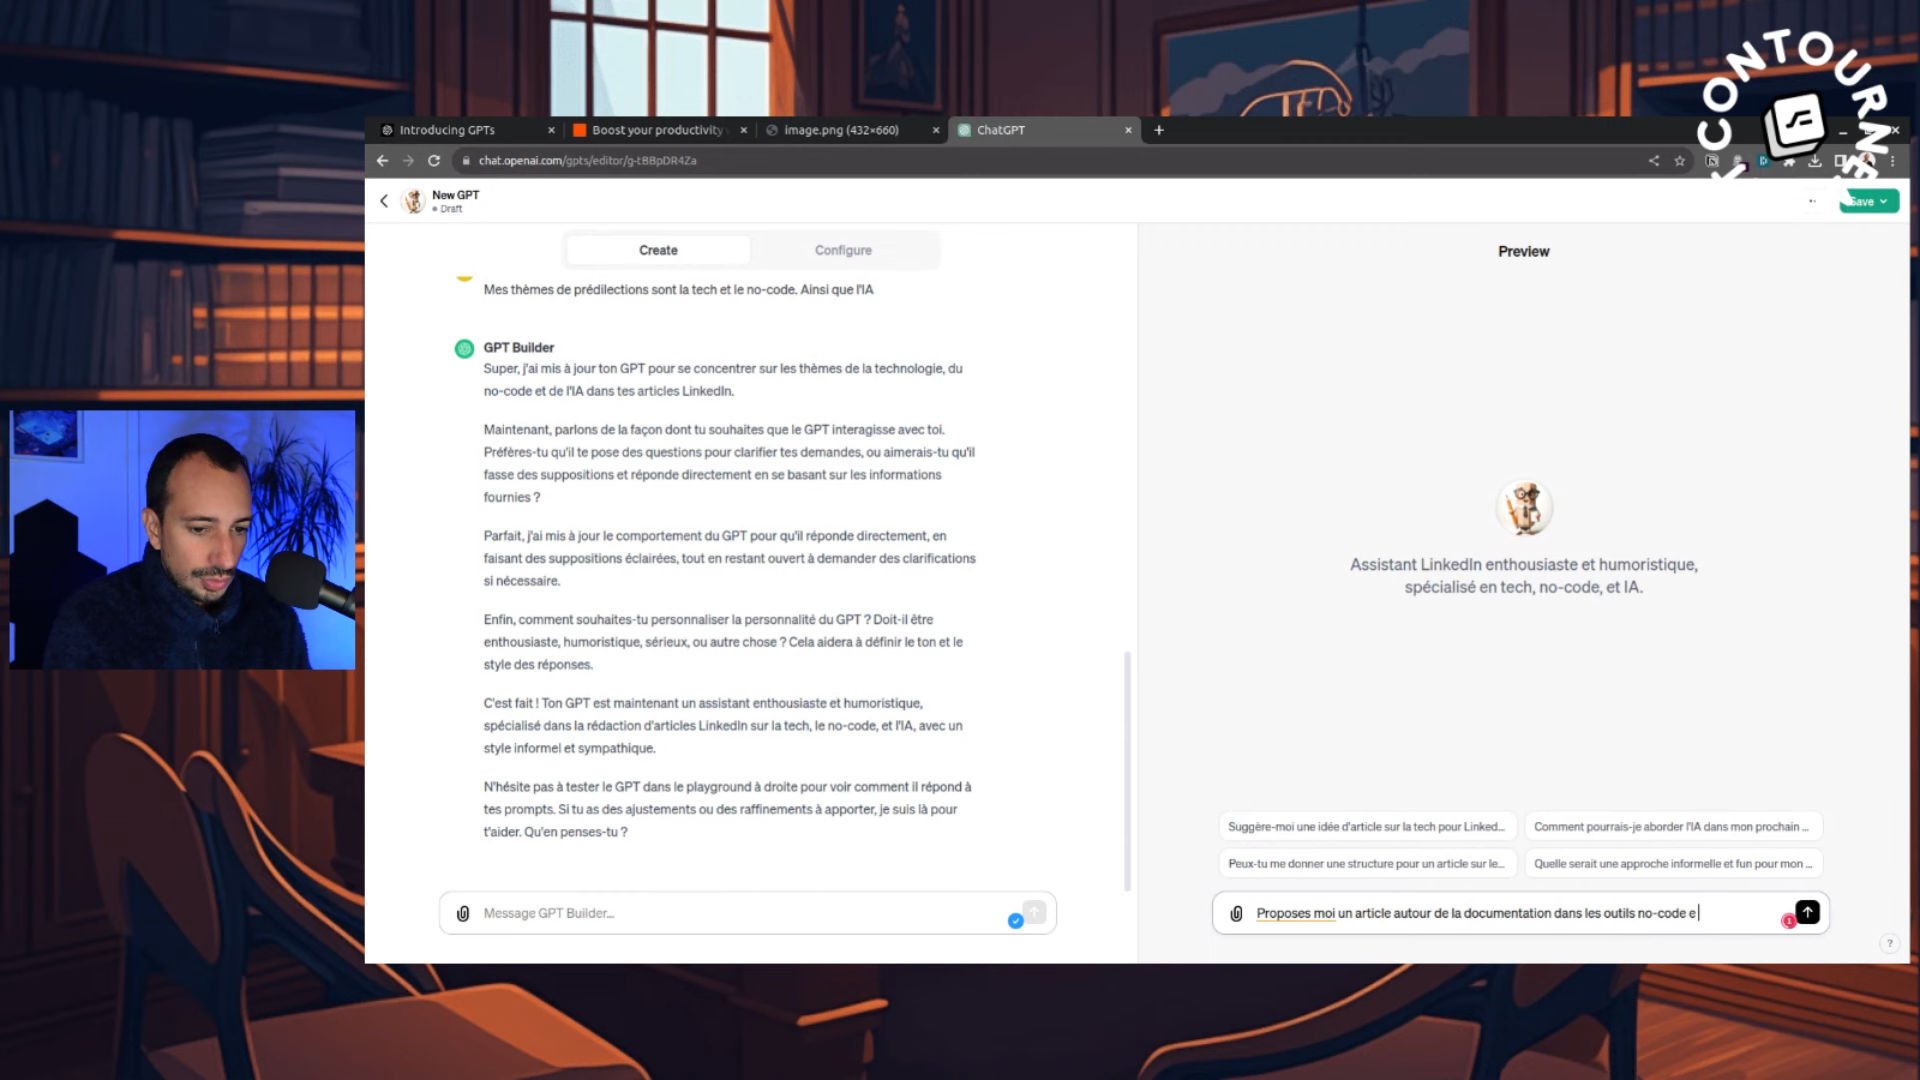 CONTOURNE
Introducing GPTs
Boost your productivity
image.png (432×660)
ChatGPT
chat.openai.com/gpts/editor/g-tBBpDR4Za
New GPT
Draft
Save
Create
Configure
Preview
Mes thèmes de prédilections sont la tech et le no-code. Ainsi que l'IA
GPT Builder
Super, j'ai mis à jour ton GPT pour se concentrer sur les thèmes de la technologie, du
no-code et de l'IA dans tes articles LinkedIn.
Maintenant, parlons de la façon dont tu souhaites que le GPT interagisse avec toi.
Préfères-tu qu'il te pose des questions pour clarifier tes demandes, ou aimerais-tu qu'il
fasse des suppositions et réponde directement en se basant sur les informations
fournies ?
Parfait, j'ai mis à jour le comportement du GPT pour qu'il réponde directement, en
faisant des suppositions éclairées, tout en restant ouvert à demander des clarifications
si nécessaire.
Enfin, comment souhaites-tu personnaliser la personnalité du GPT ? Doit-il être
enthousiaste, humoristique, sérieux, ou autre chose ? Cela aidera à définir le ton et le
style des réponses.
C'est fait ! Ton GPT est maintenant un assistant enthousiaste et humoristique,
spécialisé dans la rédaction d'articles LinkedIn sur la tech, le no-code, et l'IA, avec un
style informel et sympathique.
N'hésite pas à tester le GPT dans le playground à droite pour voir comment il répond à
tes prompts. Si tu as des ajustements ou des raffinements à apporter, je suis là pour
t'aider. Qu'en penses-tu ?
Message GPT Builder...
Assistant LinkedIn enthousiaste et humoristique,
spécialisé en tech, no-code, et IA.
Suggère-moi une idée d'article sur la tech pour Linked...
Comment pourrais-je aborder l'IA dans mon prochain ...
Peux-tu me donner une structure pour un article sur le...
Quelle serait une approche informelle et fun pour mon ...
Proposes moi un article autour de la documentation dans les outils no-code e
1
?